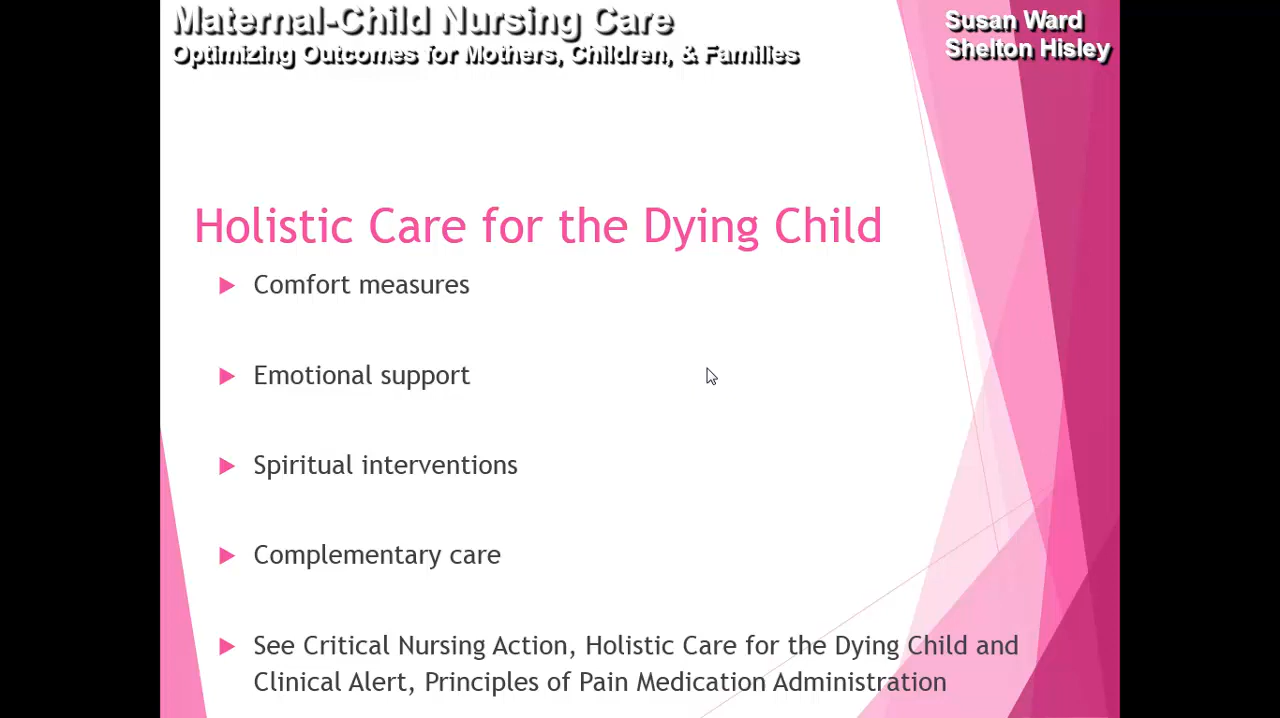 Maternal-Child Nursing Care
Optimizing Outcomes for Mothers, Children, & Families
Susan Ward
Shelton Hisley
Holistic Care for the Dying Child
Comfort measures
Emotional support
Spiritual interventions
Complementary care
See Critical Nursing Action, Holistic Care for the Dying Child and
Clinical Alert, Principles of Pain Medication Administration